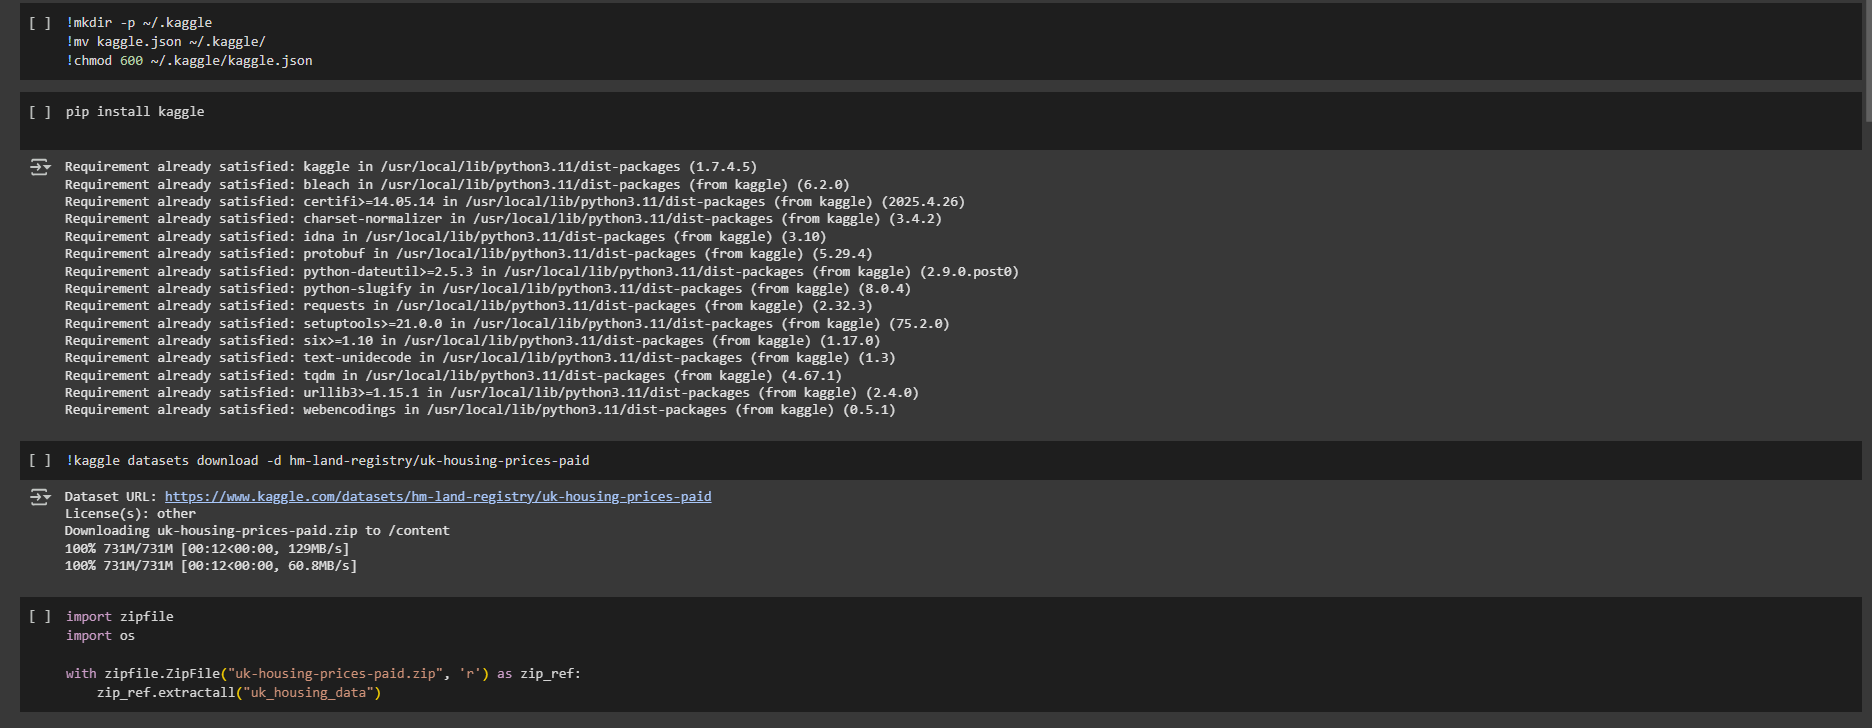 [ ] !mkdir -p ~/.kaggle
!mv kaggle.json ~/.kaggle/
!chmod 600 ~/.kaggle/kaggle.json
[ ] pip install kaggle
Requirement already satisfied: kaggle in /usr/local/lib/python3.11/dist-packages (1.7.4.5)
Requirement already satisfied: bleach in /usr/local/lib/python3.11/dist-packages (from kaggle) (6.2.0)
Requirement already satisfied: certifi>=14.05.14 in /usr/local/lib/python3.11/dist-packages (from kaggle) (2025.4.26)
Requirement already satisfied: charset-normalizer in /usr/local/lib/python3.11/dist-packages (from kaggle) (3.4.2)
Requirement already satisfied: idna in /usr/local/lib/python3.11/dist-packages (from kaggle) (3.10)
Requirement already satisfied: protobuf in /usr/local/lib/python3.11/dist-packages (from kaggle) (5.29.4)
Requirement already satisfied: python-dateutil>=2.5.3 in /usr/local/lib/python3.11/dist-packages (from kaggle) (2.9.0.post0)
Requirement already satisfied: python-slugify in /usr/local/lib/python3.11/dist-packages (from kaggle) (8.0.4)
Requirement already satisfied: requests in /usr/local/lib/python3.11/dist-packages (from kaggle) (2.32.3)
Requirement already satisfied: setuptools>=21.0.0 in /usr/local/lib/python3.11/dist-packages (from kaggle) (75.2.0)
Requirement already satisfied: six>=1.10 in /usr/local/lib/python3.11/dist-packages (from kaggle) (1.17.0)
Requirement already satisfied: text-unidecode in /usr/local/lib/python3.11/dist-packages (from kaggle) (1.3)
Requirement already satisfied: tqdm in /usr/local/lib/python3.11/dist-packages (from kaggle) (4.67.1)
Requirement already satisfied: urllib3>=1.15.1 in /usr/local/lib/python3.11/dist-packages (from kaggle) (2.4.0)
Requirement already satisfied: webencodings in /usr/local/lib/python3.11/dist-packages (from kaggle) (0.5.1)
[ ] !kaggle datasets download -d hm-land-registry/uk-housing-prices-paid
Dataset URL: https://www.kaggle.com/datasets/hm-land-registry/uk-housing-prices-paid
License(s): other
Downloading uk-housing-prices-paid.zip to /content
100% 731M/731M [00:12<00:00, 129MB/s]
100% 731M/731M [00:12<00:00, 60.8MB/s]
[ ] import zipfile
import os
with zipfile.ZipFile("uk-housing-prices-paid.zip", 'r') as zip_ref:
zip_ref.extractall("uk_housing_data")